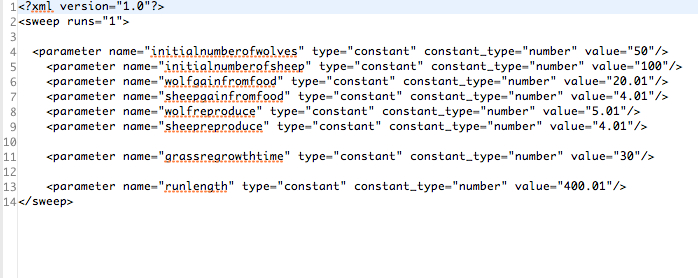 1 <?xml version="1.0"?>
2 <sweep runs="1">
3
4 <parameter name="initialnumberofwolves" type="constant" constant_type="number" value="50"/>
5 <parameter name="initialnumberofsheep" type="constant" constant_type="number" value="100"/>
6 <parameter name="wolfgainfromfood" type="constant" constant_type="number" value="20.01"/>
7 <parameter name="sheepgainfromfood" type="constant" constant_type="number" value="4.01"/>
8 <parameter name="wolfreproduce" type="constant" constant_type="number" value="5.01"/>
9 <parameter name="sheepreproduce" type="constant" constant_type="number" value="4.01"/>
10
11 <parameter name="grassregrowthtime" type="constant" constant_type="number" value="30"/>
12
13 <parameter name="runlength" type="constant" constant_type="number" value="400.01"/>
14 </sweep>